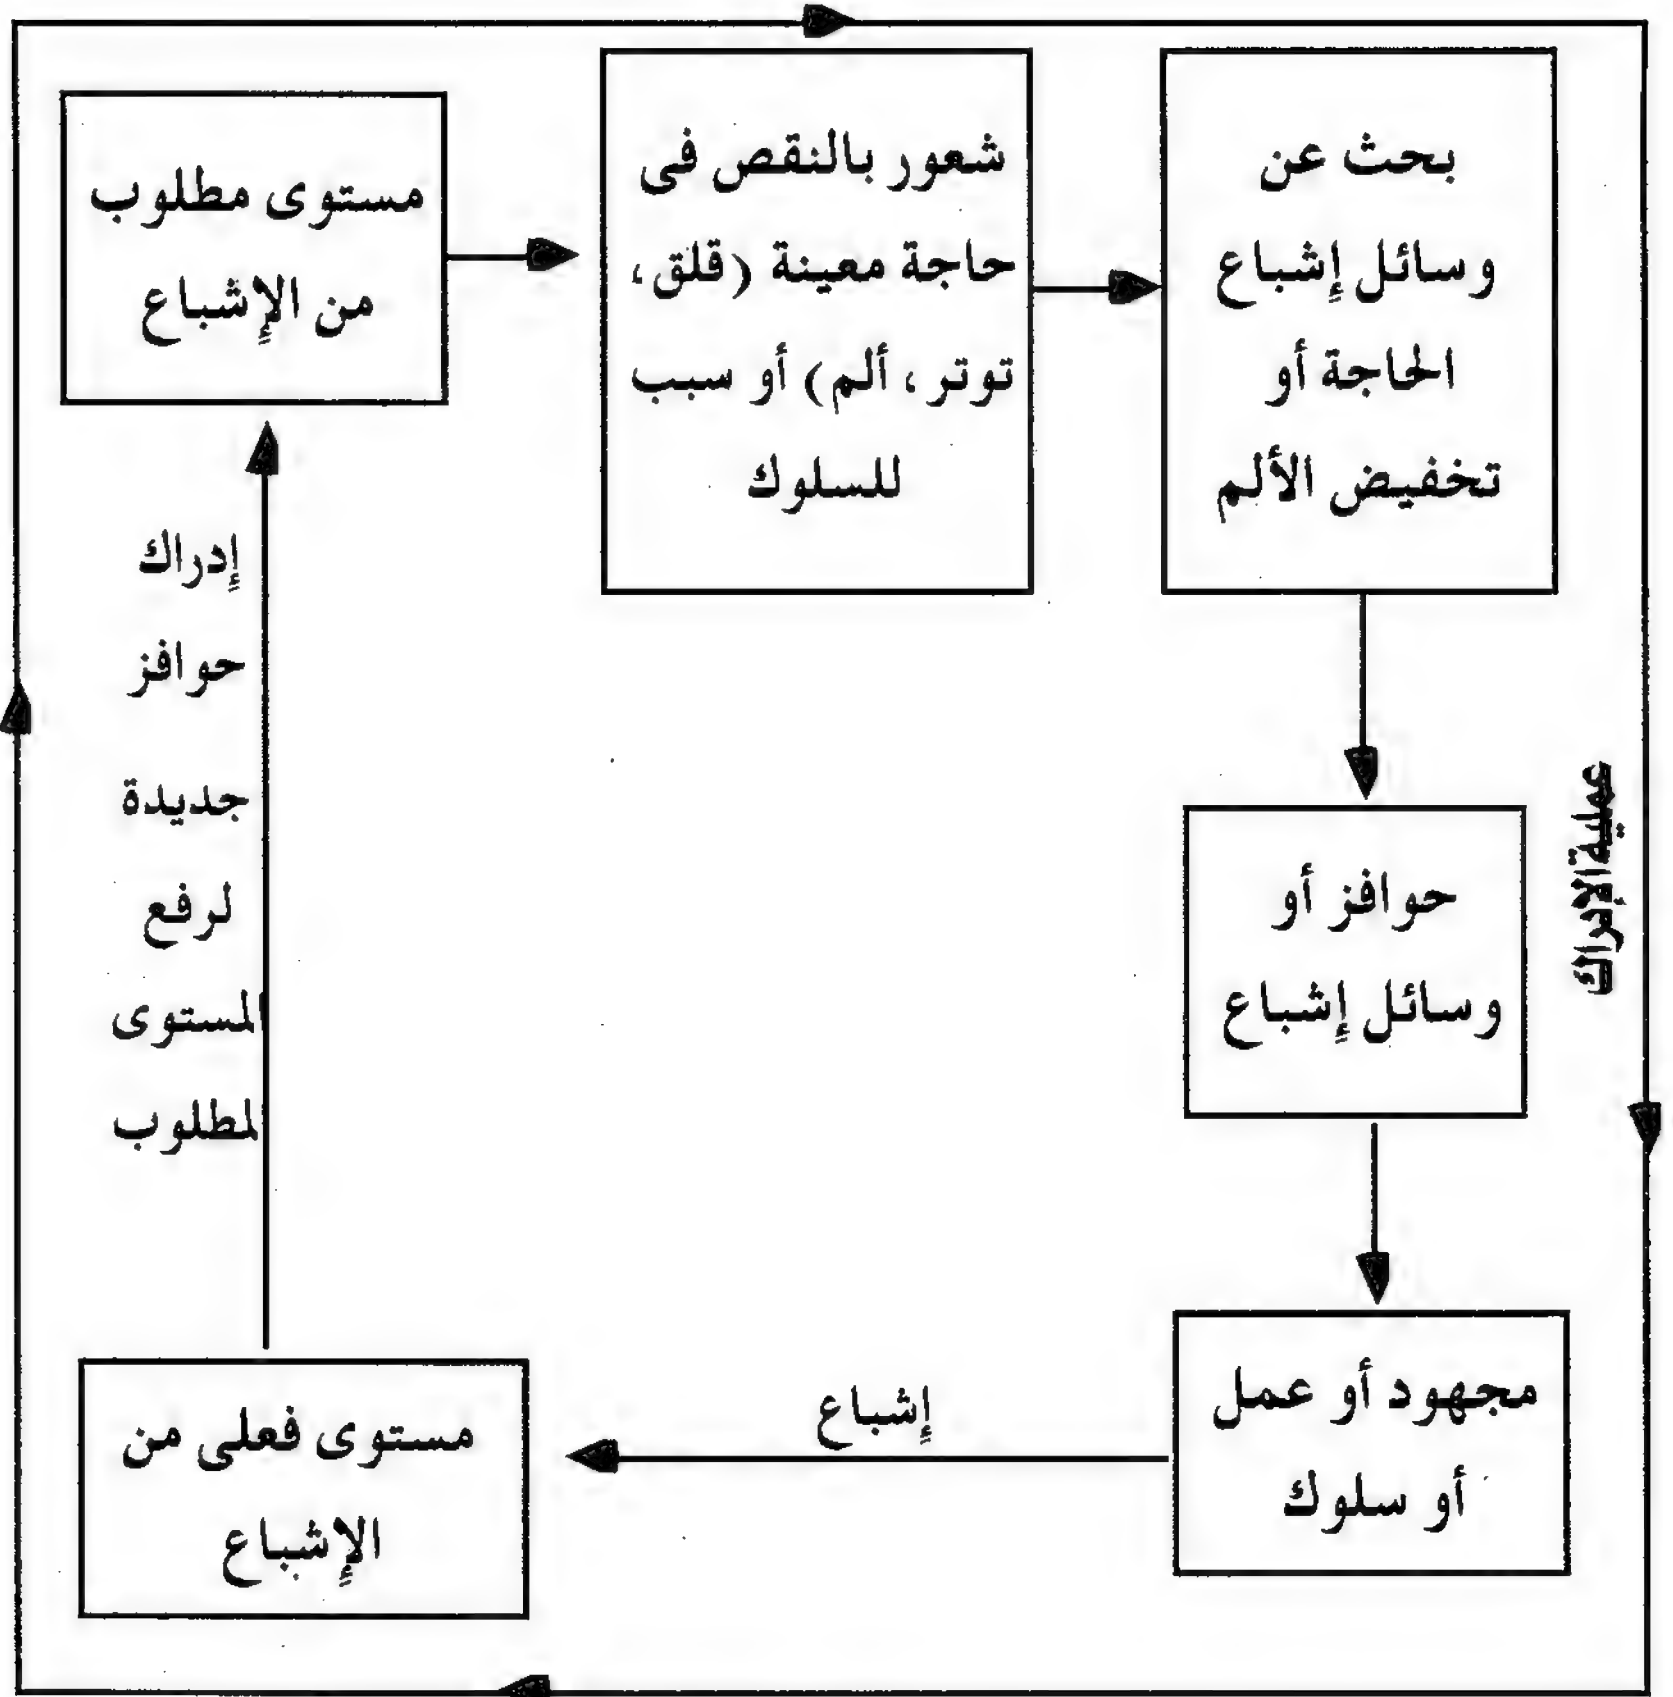 مستوى مطلوب
من الإشباع
شعور بالنقص فى
حاجة معينة (قلق،
توتر، ألم) أو سبب
للسلوك
بحث عن
وسائل إشباع
الحاجة أو
تخفيض الألم
حوافز أو
وسائل إشباع
مجهود أو عمل
أو سلوك
إشباع
مستوى فعلى من
الإشباع
إدراك
حوافز
جديدة
لرفع
المستوى
المطلوب
عملية الإدراك